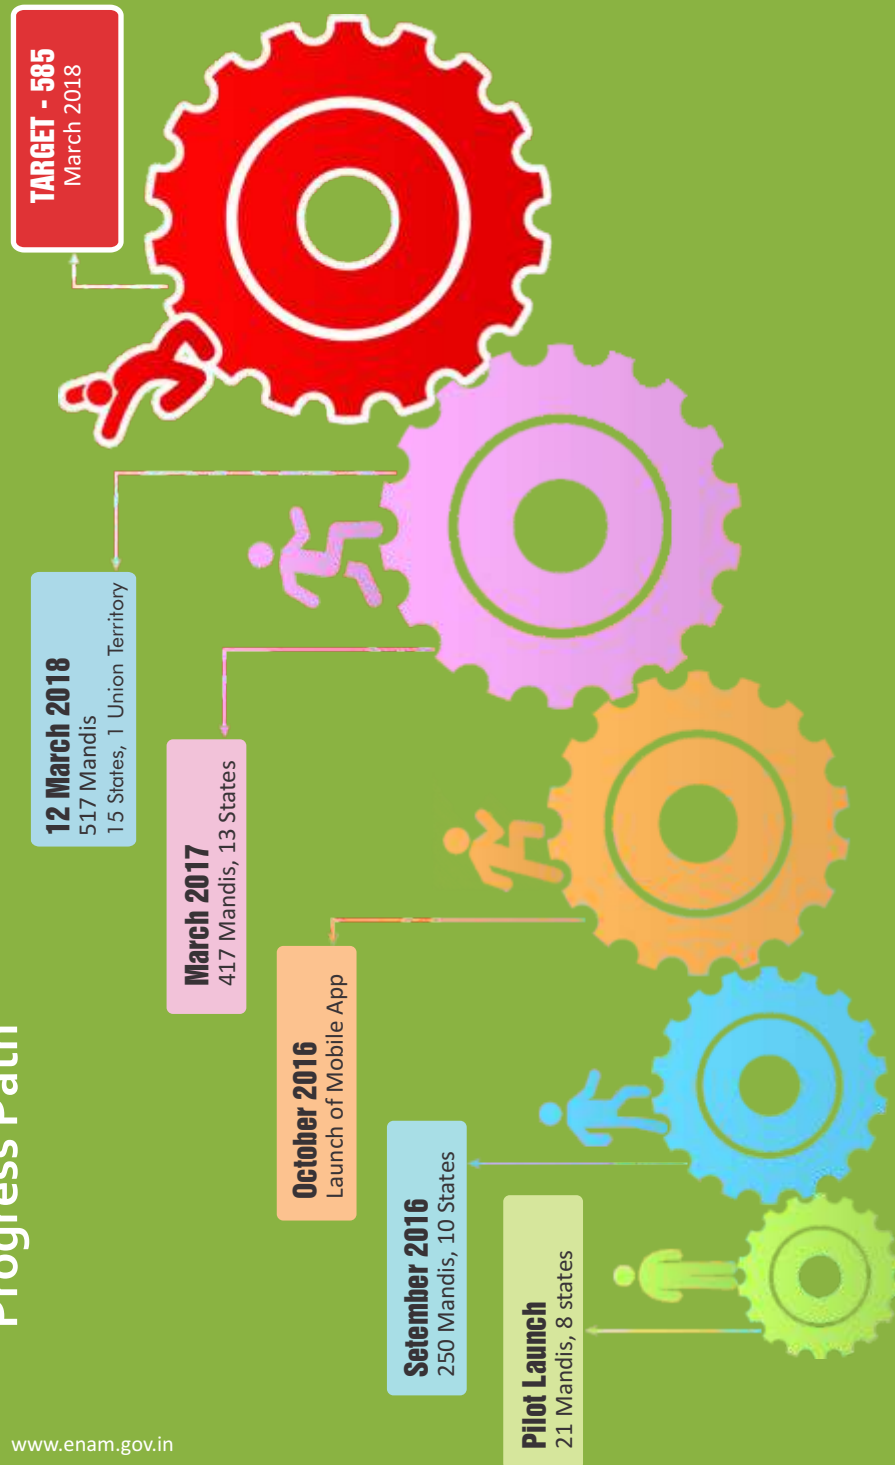 Progress Path
Pilot Launch
21 Mandis, 8 states
Setember 2016
250 Mandis, 10 States
October 2016
Launch of Mobile App
March 2017
417 Mandis, 13 States
12 March 2018
517 Mandis
15 States, 1 Union Territory
TARGET - 585
March 2018
www.enam.gov.in